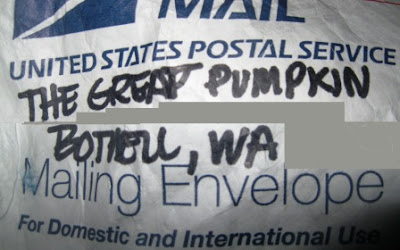 MAIL
UNITED STATES POSTAL SERVICE
THE GREAT PUMPKIN
BOTHELL, WA
Mailing Envelope
For Domestic and International Use